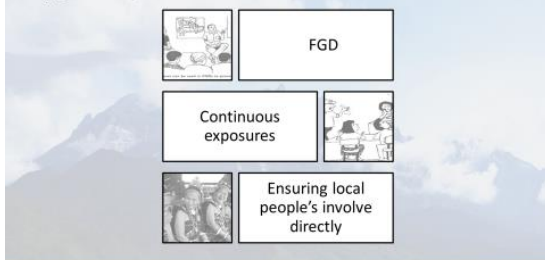 FGD
Continuous
exposures
Ensuring local
people's involve
directly